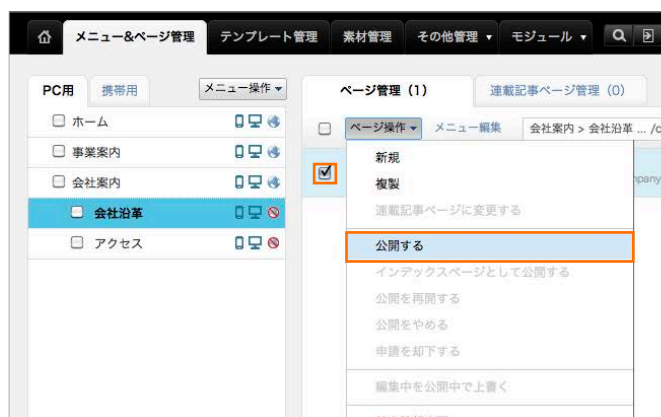 メニュー&ページ管理 テンプレート管理 素材管理 その他管理 ▼ モジュール ▼
PC用 携帯用 メニュー操作 ▼
ページ管理（1） 連載記事ページ管理（0）
ホーム
事業案内
会社案内
会社沿革
アクセス
ページ操作 ▼ メニュー編集 会社案内 > 会社沿革 ... /c
mpany
新規
複製
連載記事ページに変更する
公開する
インデックスページとして公開する
公開を再開する
公開をやめる
申請を却下する
編集中を公開中で上書く